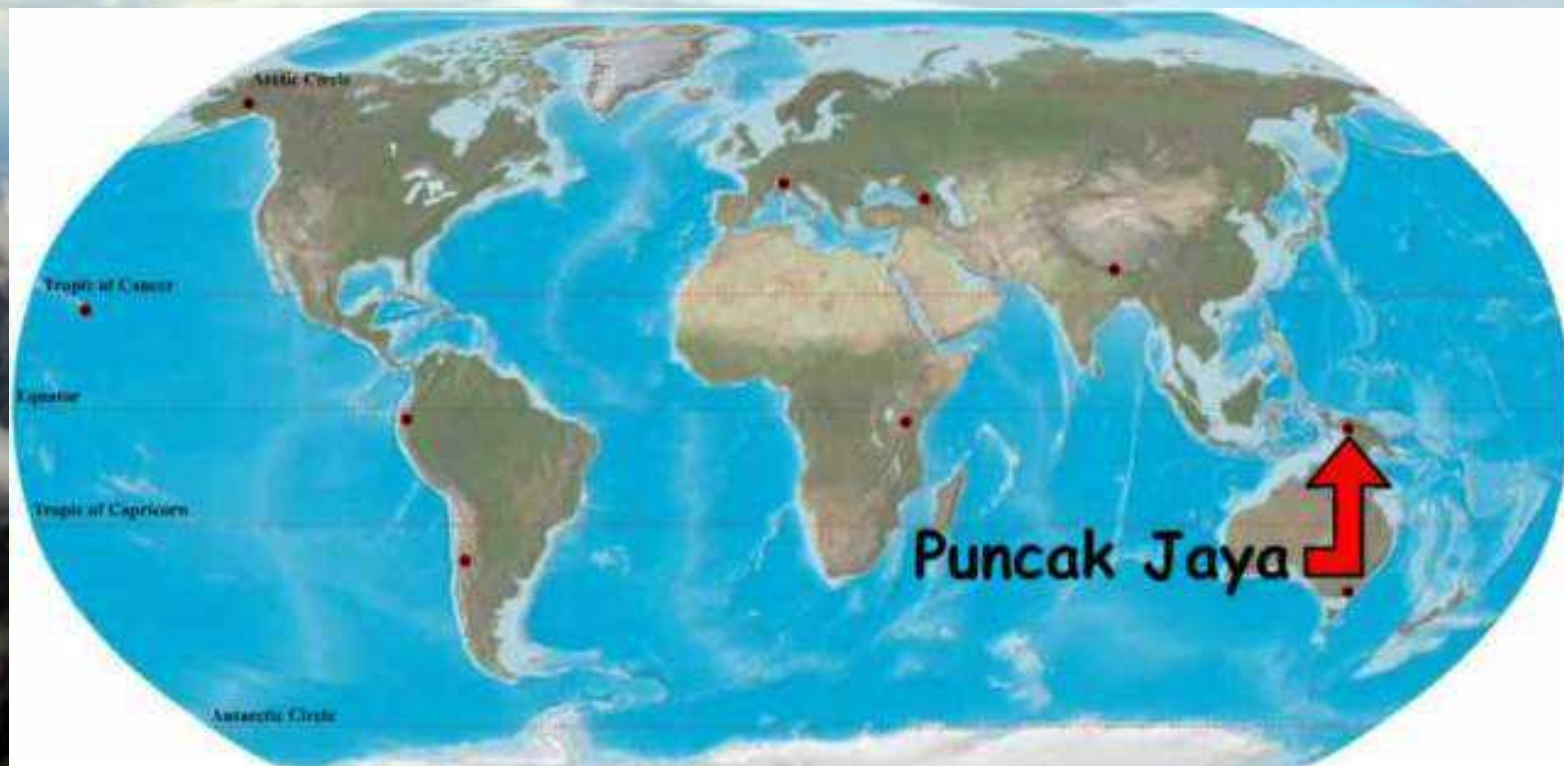 Arctic Circle
Tropic of Cancer
Equator
Tropic of Capricorn
Puncak Jaya
Antarctic Circle